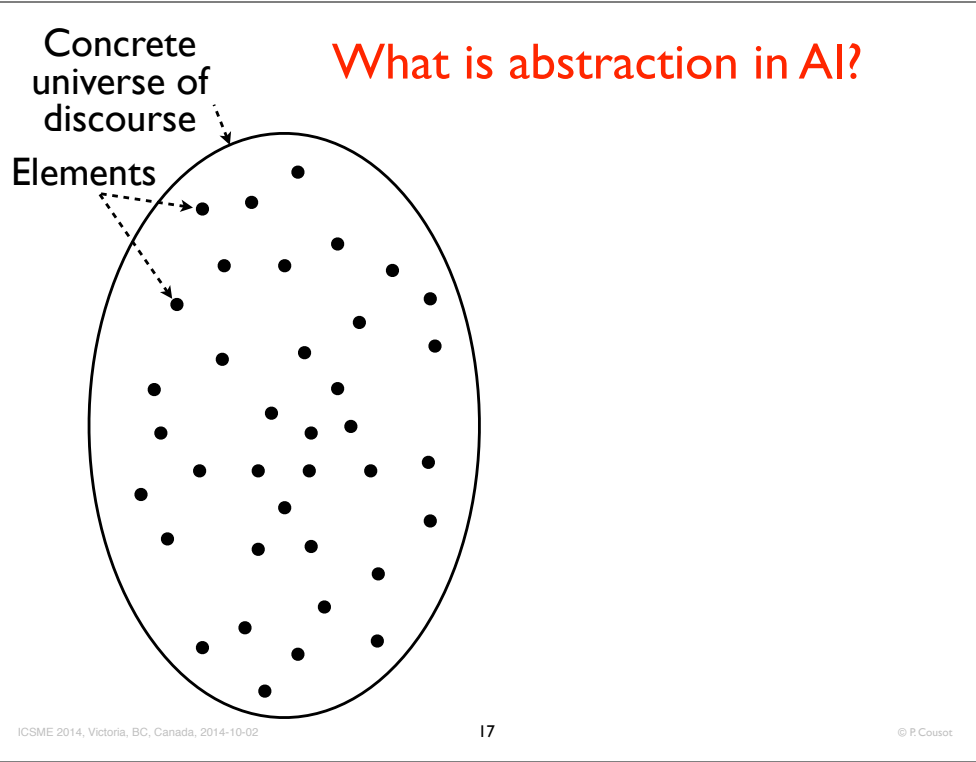 What is abstraction in AI?
Concrete
universe of
discourse
Elements
ICSME 2014, Victoria, BC, Canada, 2014-10-02
17
© P. Cousot